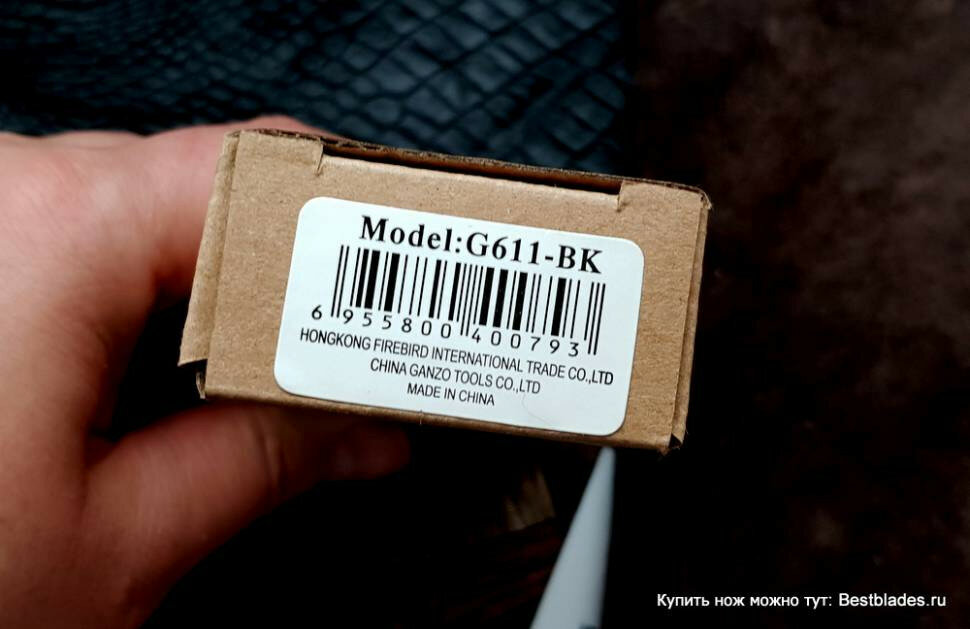 Model:G611-BK
6 955800 400793
HONGKONG FIREBIRD INTERNATIONAL TRADE CO.,LTD
CHINA GANZO TOOLS CO.,LTD
MADE IN CHINA
Купить нож можно тут: Bestblades.ru